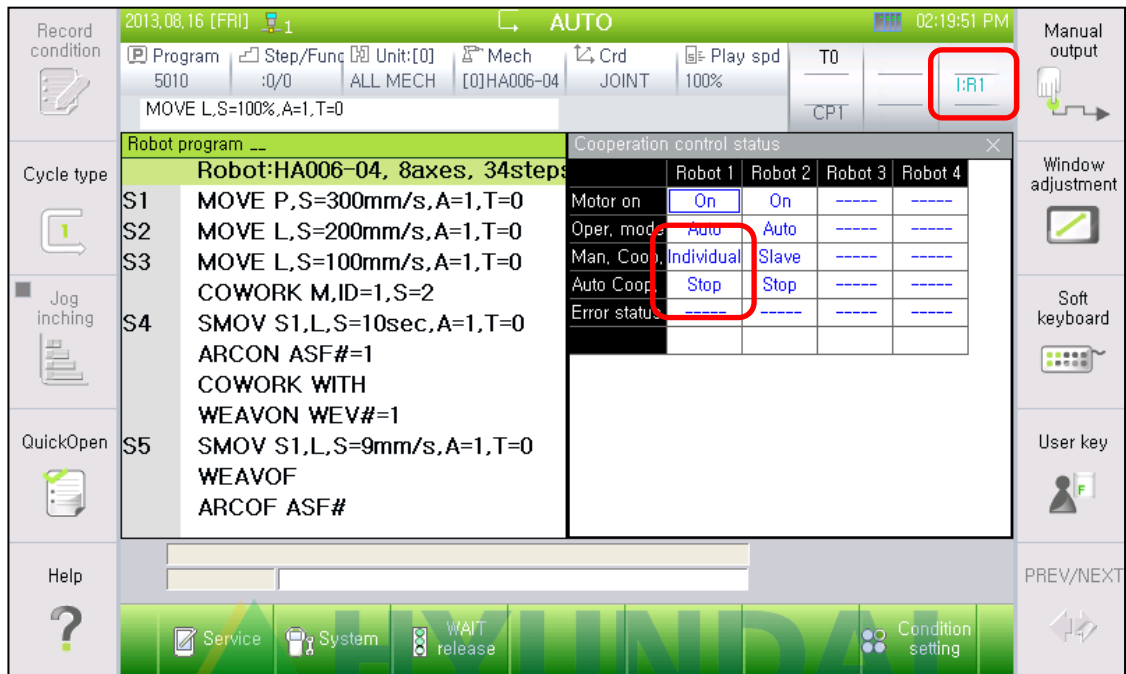 Record condition
2013,08,16 [FRI] 1 AUTO 02:19:51 PM
Manual output
P Program Step/Func Unit:[0] Mech Crd Play spd
5010 :0/0 ALL MECH [0]HA006-04 JOINT 100%
T0
I:R1
CP1
MOVE L,S=100%,A=1,T=0
Robot program __
Cooperation control status
Cycle type
1
Window adjustment
Robot:HA006-04, 8axes, 34steps
S1 MOVE P,S=300mm/s,A=1,T=0
S2 MOVE L,S=200mm/s,A=1,T=0
S3 MOVE L,S=100mm/s,A=1,T=0
COWORK M,ID=1,S=2
S4 SMOV S1,L,S=10sec,A=1,T=0
ARCON ASF#=1
COWORK WITH
WEAVON WEV#=1
S5 SMOV S1,L,S=9mm/s,A=1,T=0
WEAVOF
ARCOF ASF#
Robot 1 Robot 2 Robot 3 Robot 4
Motor on On On ----- -----
Oper, mode Auto Auto ----- -----
Man, Coop, Individual Slave ----- -----
Auto Coop, Stop Stop ----- -----
Error status ----- ----- ----- -----
Jog inching
Soft keyboard
QuickOpen
User key
F
Help
PREV/NEXT
Service
System
WAIT release
Condition setting
HYUNDAI